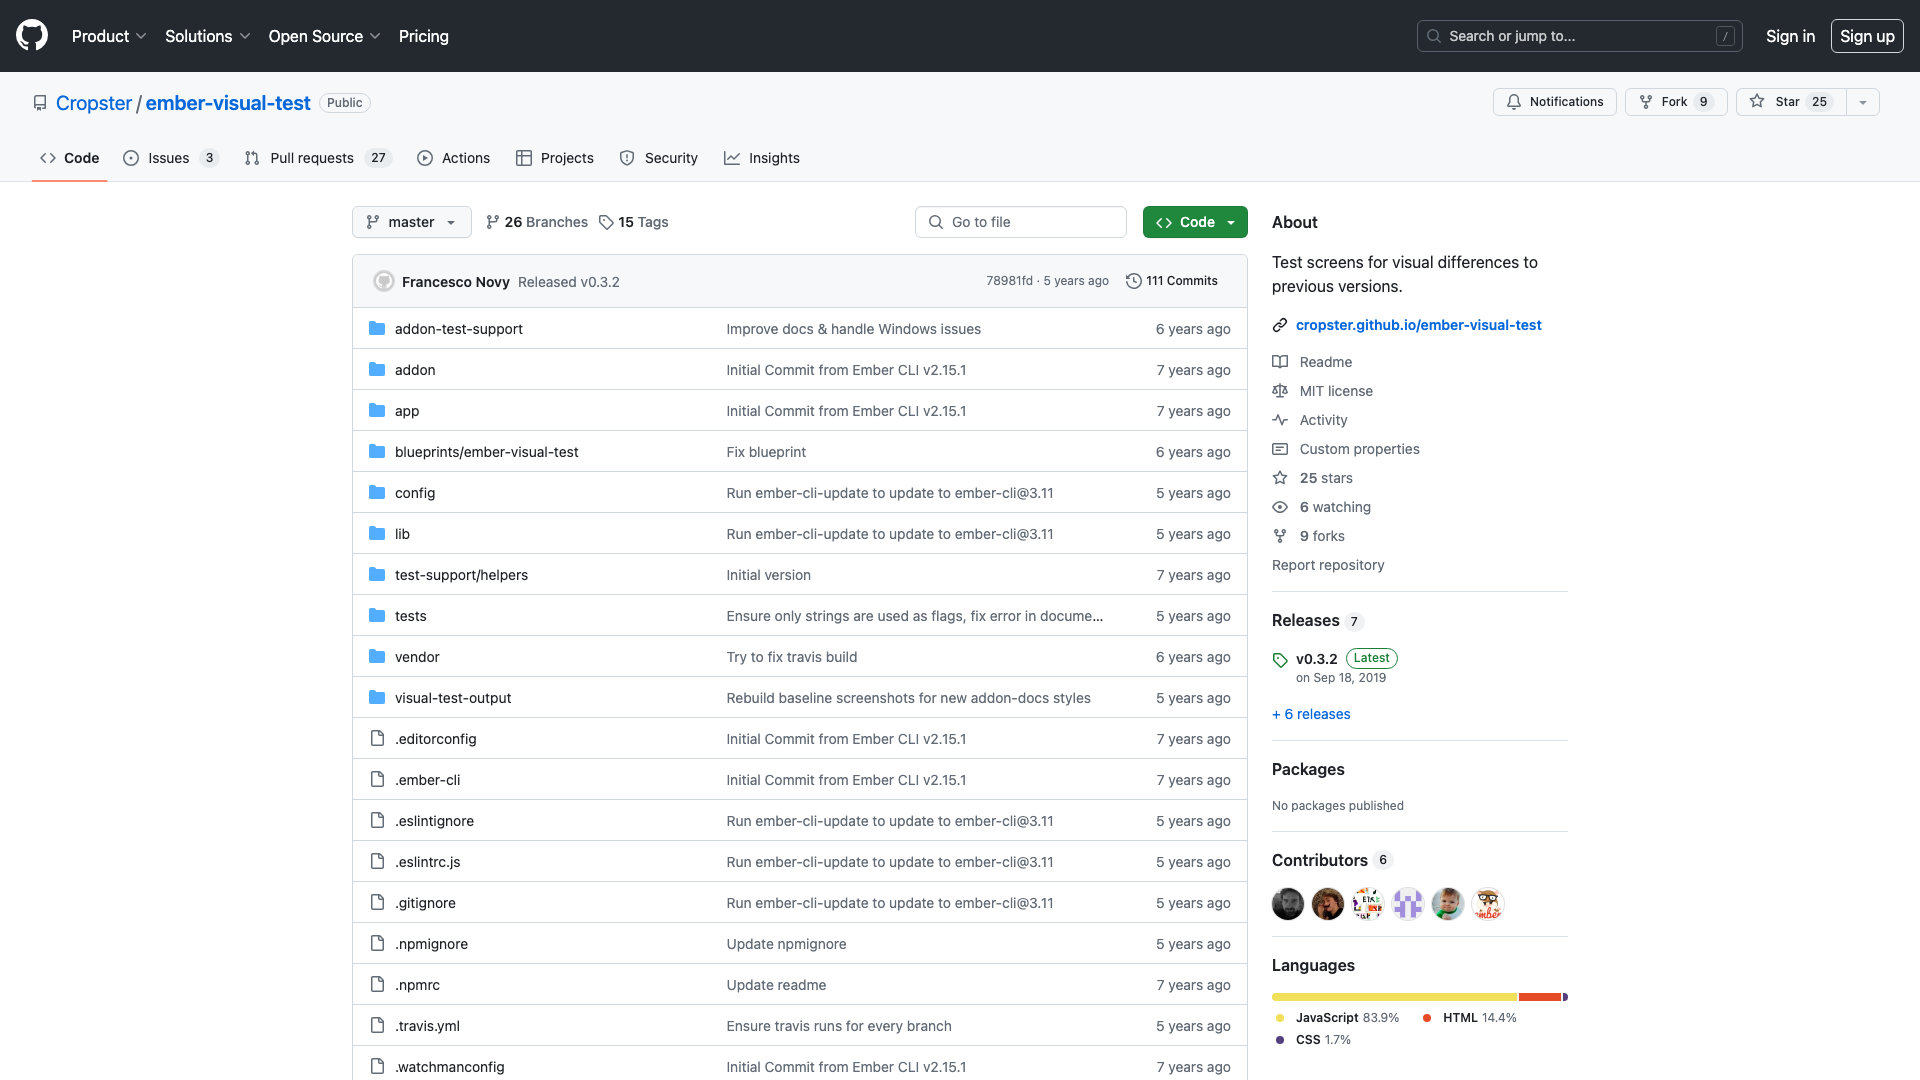 Product Solutions Open Source Pricing Search or jump to... / Sign in Sign up
Cropster / ember-visual-test Public Notifications Fork 9 Star 25
Code Issues 3 Pull requests 27 Actions Projects Security Insights
master 26 Branches 15 Tags Go to file Code
Francesco Novy Released v0.3.2 78981fd · 5 years ago 111 Commits
addon-test-support Improve docs & handle Windows issues 6 years ago
addon Initial Commit from Ember CLI v2.15.1 7 years ago
app Initial Commit from Ember CLI v2.15.1 7 years ago
blueprints/ember-visual-test Fix blueprint 6 years ago
config Run ember-cli-update to update to ember-cli@3.11 5 years ago
lib Run ember-cli-update to update to ember-cli@3.11 5 years ago
test-support/helpers Initial version 7 years ago
tests Ensure only strings are used as flags, fix error in docume... 5 years ago
vendor Try to fix travis build 6 years ago
visual-test-output Rebuild baseline screenshots for new addon-docs styles 5 years ago
.editorconfig Initial Commit from Ember CLI v2.15.1 7 years ago
.ember-cli Initial Commit from Ember CLI v2.15.1 7 years ago
.eslintignore Run ember-cli-update to update to ember-cli@3.11 5 years ago
.eslintrc.js Run ember-cli-update to update to ember-cli@3.11 5 years ago
.gitignore Run ember-cli-update to update to ember-cli@3.11 5 years ago
.npmignore Update npmignore 5 years ago
.npmrc Update readme 7 years ago
.travis.yml Ensure travis runs for every branch 5 years ago
.watchmanconfig Initial Commit from Ember CLI v2.15.1 7 years ago
About
Test screens for visual differences to
previous versions.
cropster.github.io/ember-visual-test
Readme
MIT license
Activity
Custom properties
25 stars
6 watching
9 forks
Report repository
Releases 7
v0.3.2 Latest
on Sep 18, 2019
+ 6 releases
Packages
No packages published
Contributors 6
Languages
JavaScript 83.9% HTML 14.4%
CSS 1.7%